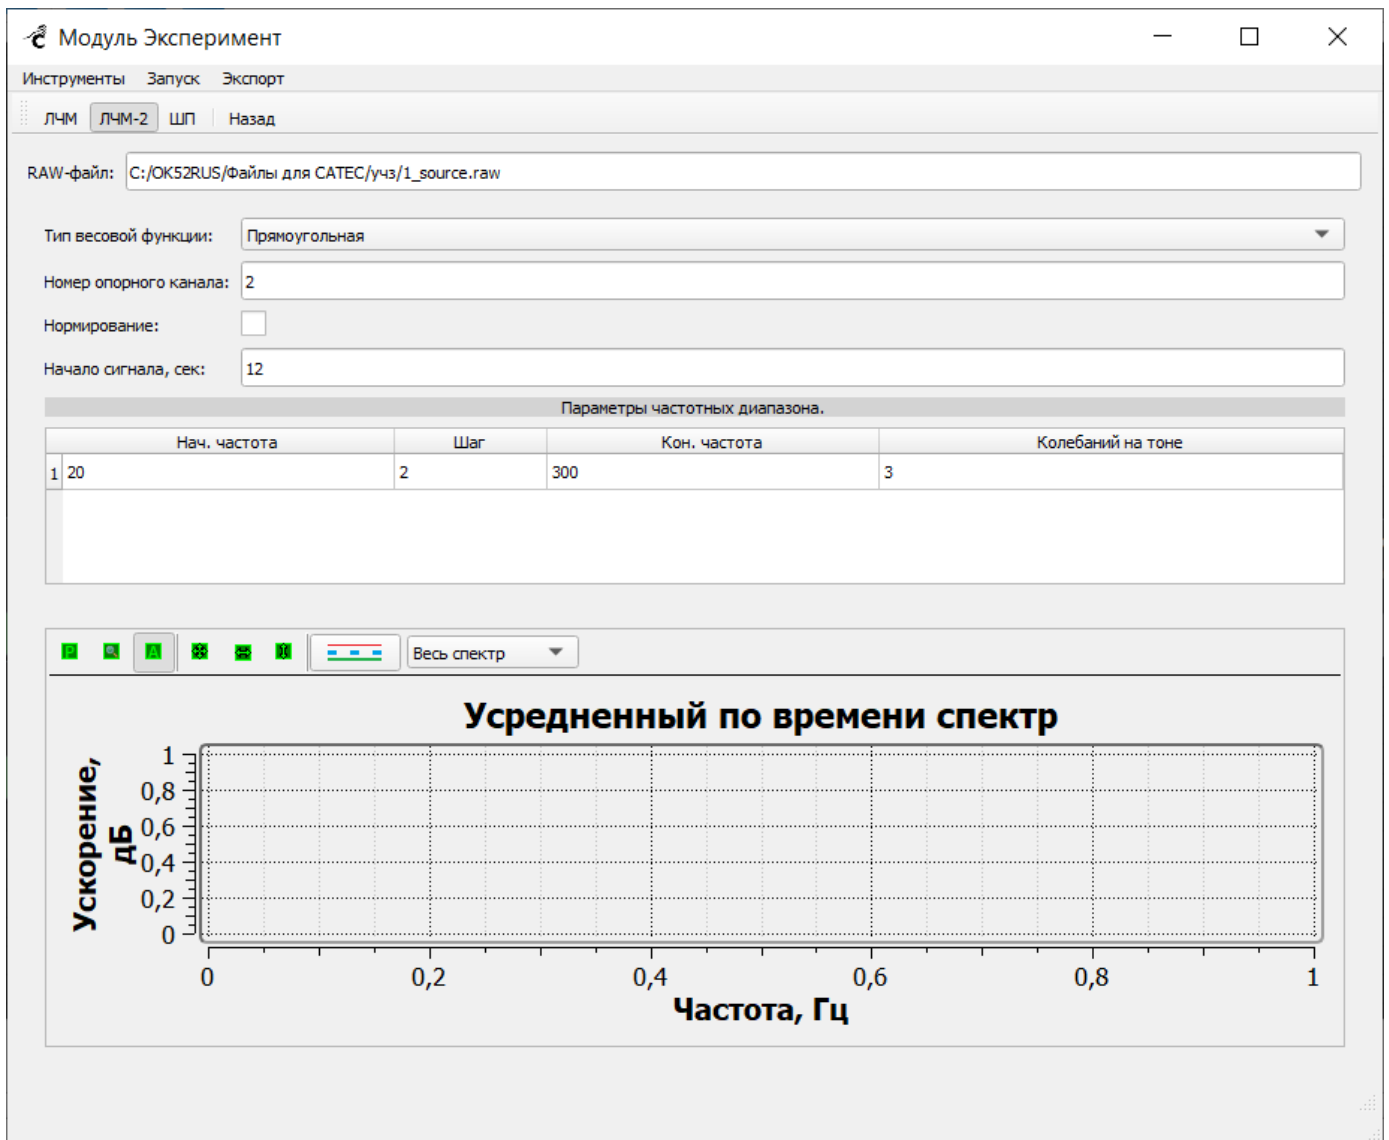 Модуль Эксперимент
Инструменты Запуск Экспорт
ЛЧМ ЛЧМ-2 ШП Назад
RAW-файл: C:/OK52RUS/Файлы для САТЕС/учз/1_source.raw
Тип весовой функции: Прямоугольная
Номер опорного канала: 2
Нормирование:
Начало сигнала, сек: 12
Параметры частотных диапазона.
Нач. частота Шаг Кон. частота Колебаний на тоне
1 20 2 300 3
P A Весь спектр
Усредненный по времени спектр
Ускорение,
дБ
1
0,8
0,6
0,4
0,2
0
0 0,2 0,4 0,6 0,8 1
Частота, Гц